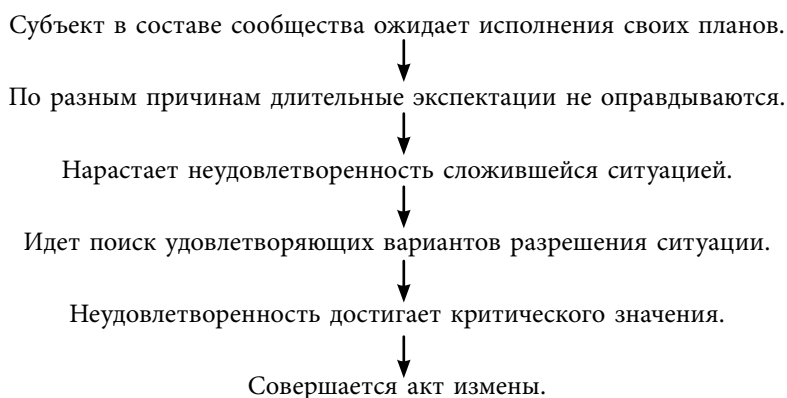 Субъект в составе сообщества ожидает исполнения своих планов.
По разным причинам длительные экспектации не оправдываются.
Нарастает неудовлетворенность сложившейся ситуацией.
Идет поиск удовлетворяющих вариантов разрешения ситуации.
Неудовлетворенность достигает критического значения.
Совершается акт измены.